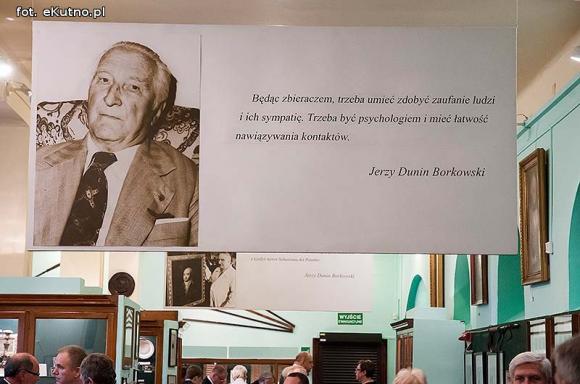 fot. eKutno.pl
Będąc zbieraczem, trzeba umieć zdobyć zaufanie ludzi
i ich sympatię. Trzeba być psychologiem i mieć łatwość
nawiązywania kontaktów.
Jerzy Dunin Borkowski
Jerzy Dunin Borkowski
WYJŚCIE
EWAKUACYJNE